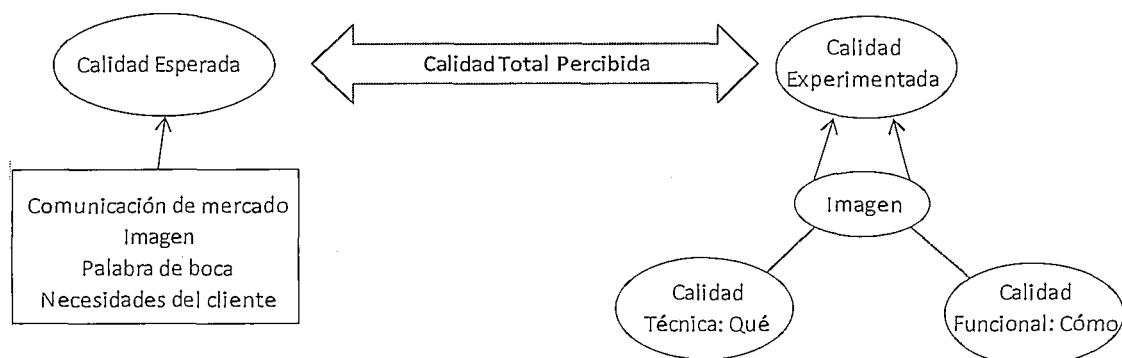 Calidad Esperada
Calidad Total Percibida
Calidad
Experimentada
Comunicación de mercado
Imagen
Palabra de boca
Necesidades del cliente
Imagen
Calidad
Técnica: Qué
Calidad
Funcional: Cómo